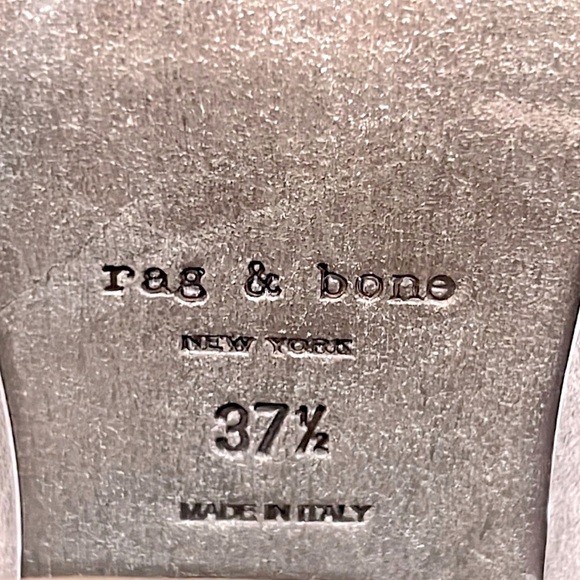 rag & bone
NEW YORK
37½
MADE IN ITALY